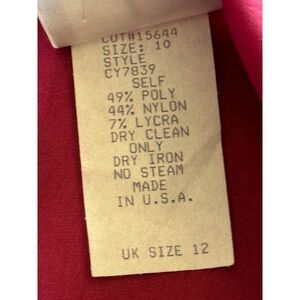 CUT#15644
SIZE: 10
STYLE
CY7839
SELF
49% POLY
44% NYLON
7% LYCRA
DRY CLEAN
ONLY
DRY IRON
NO STEAM
MADE
IN U.S.A.
UK SIZE 12